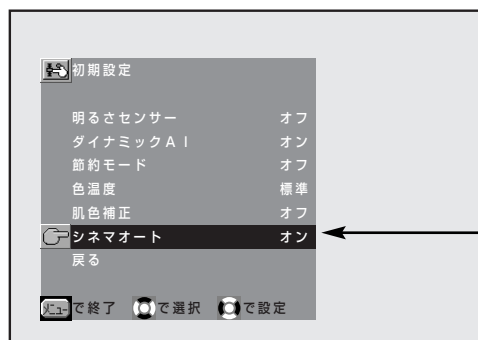 初期設定
明るさセンサー オフ
ダイナミックAI オン
節約モード オフ
色温度 標準
肌色補正 オフ
シネマオート オン
戻る
メニューで終了 で選択 で設定